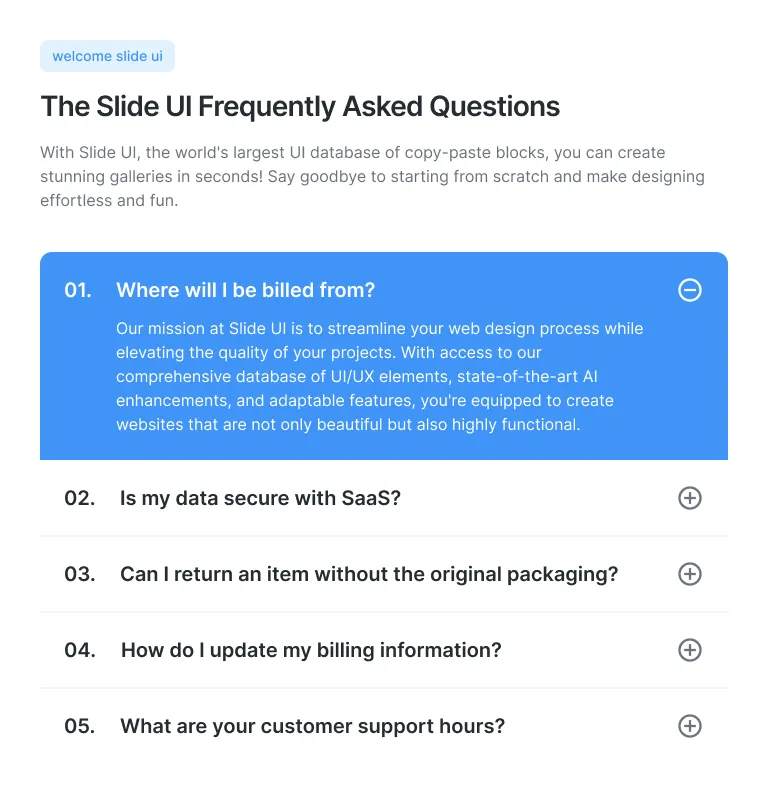 welcome slide ui
The Slide UI Frequently Asked Questions
With Slide UI, the world's largest UI database of copy-paste blocks, you can create
stunning galleries in seconds! Say goodbye to starting from scratch and make designing
effortless and fun.
01. Where will I be billed from?
Our mission at Slide UI is to streamline your web design process while
elevating the quality of your projects. With access to our
comprehensive database of UI/UX elements, state-of-the-art AI
enhancements, and adaptable features, you're equipped to create
websites that are not only beautiful but also highly functional.
02. Is my data secure with SaaS?
03. Can I return an item without the original packaging?
04. How do I update my billing information?
05. What are your customer support hours?